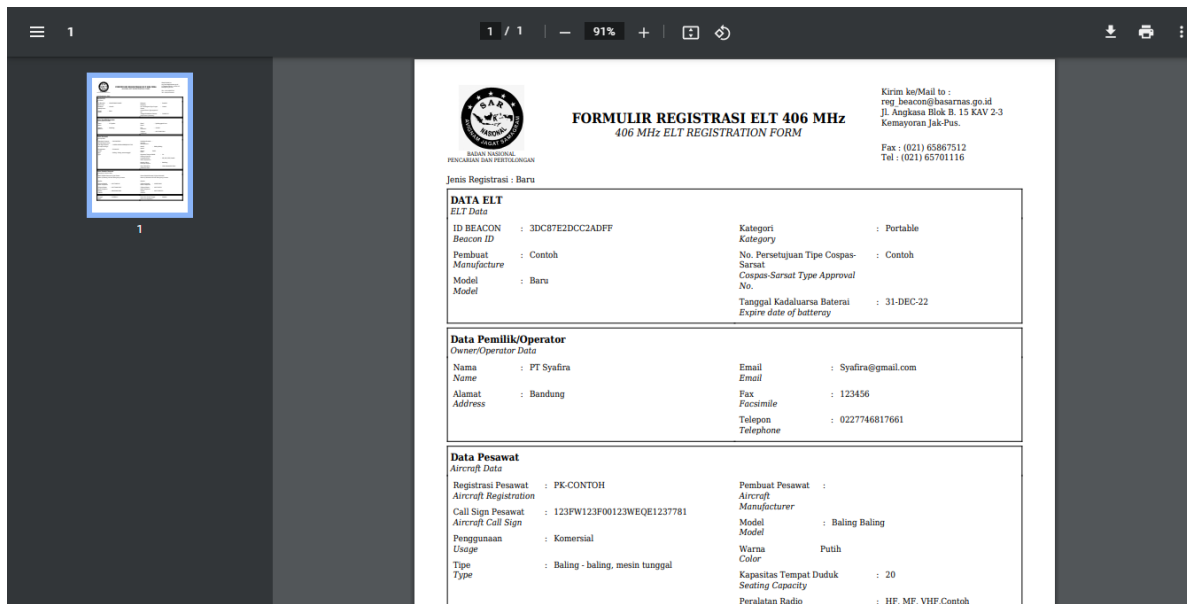 1
1 / 1
91%
SAR
NASIONAL
AVIGNAM JAGAT SAMAGRAM
BADAN NASIONAL
PENCARIAN DAN PERTOLONGAN
FORMULIR REGISTRASI ELT 406 MHz
406 MHz ELT REGISTRATION FORM
Kirim ke/Mail to :
reg_beacon@basarnas.go.id
Jl. Angkasa Blok B. 15 KAV 2-3
Kemayoran Jak-Pus.
Fax : (021) 65867512
Tel : (021) 65701116
1
Jenis Registrasi : Baru
DATA ELT
ELT Data
ID BEACON : 3DC87E2DCC2ADFF
Beacon ID
Pembuat : Contoh
Manufacture
Model : Baru
Model
Kategori : Portable
Kategory
No. Persetujuan Tipe Cospas- : Contoh
Sarsat
Cospas-Sarsat Type Approval
No.
Tanggal Kadaluarsa Baterai : 31-DEC-22
Expire date of batteray
Data Pemilik/Operator
Owner/Operator Data
Nama : PT Syafira
Name
Alamat : Bandung
Address
Email : Syafira@gmail.com
Email
Fax : 123456
Facsimile
Telepon : 0227746817661
Telephone
Data Pesawat
Aircraft Data
Registrasi Pesawat : PK-CONTOH
Aircraft Registration
Call Sign Pesawat : 123FW123F00123WEQE1237781
Aircraft Call Sign
Penggunaan : Komersial
Usage
Tipe : Baling - baling, mesin tunggal
Type
Pembuat Pesawat :
Aircraft
Manufacturer
Model : Baling Baling
Model
Warna Putih
Color
Kapasitas Tempat Duduk : 20
Seating Capacity
Peralatan Radio : HF, MF, VHF,Contoh